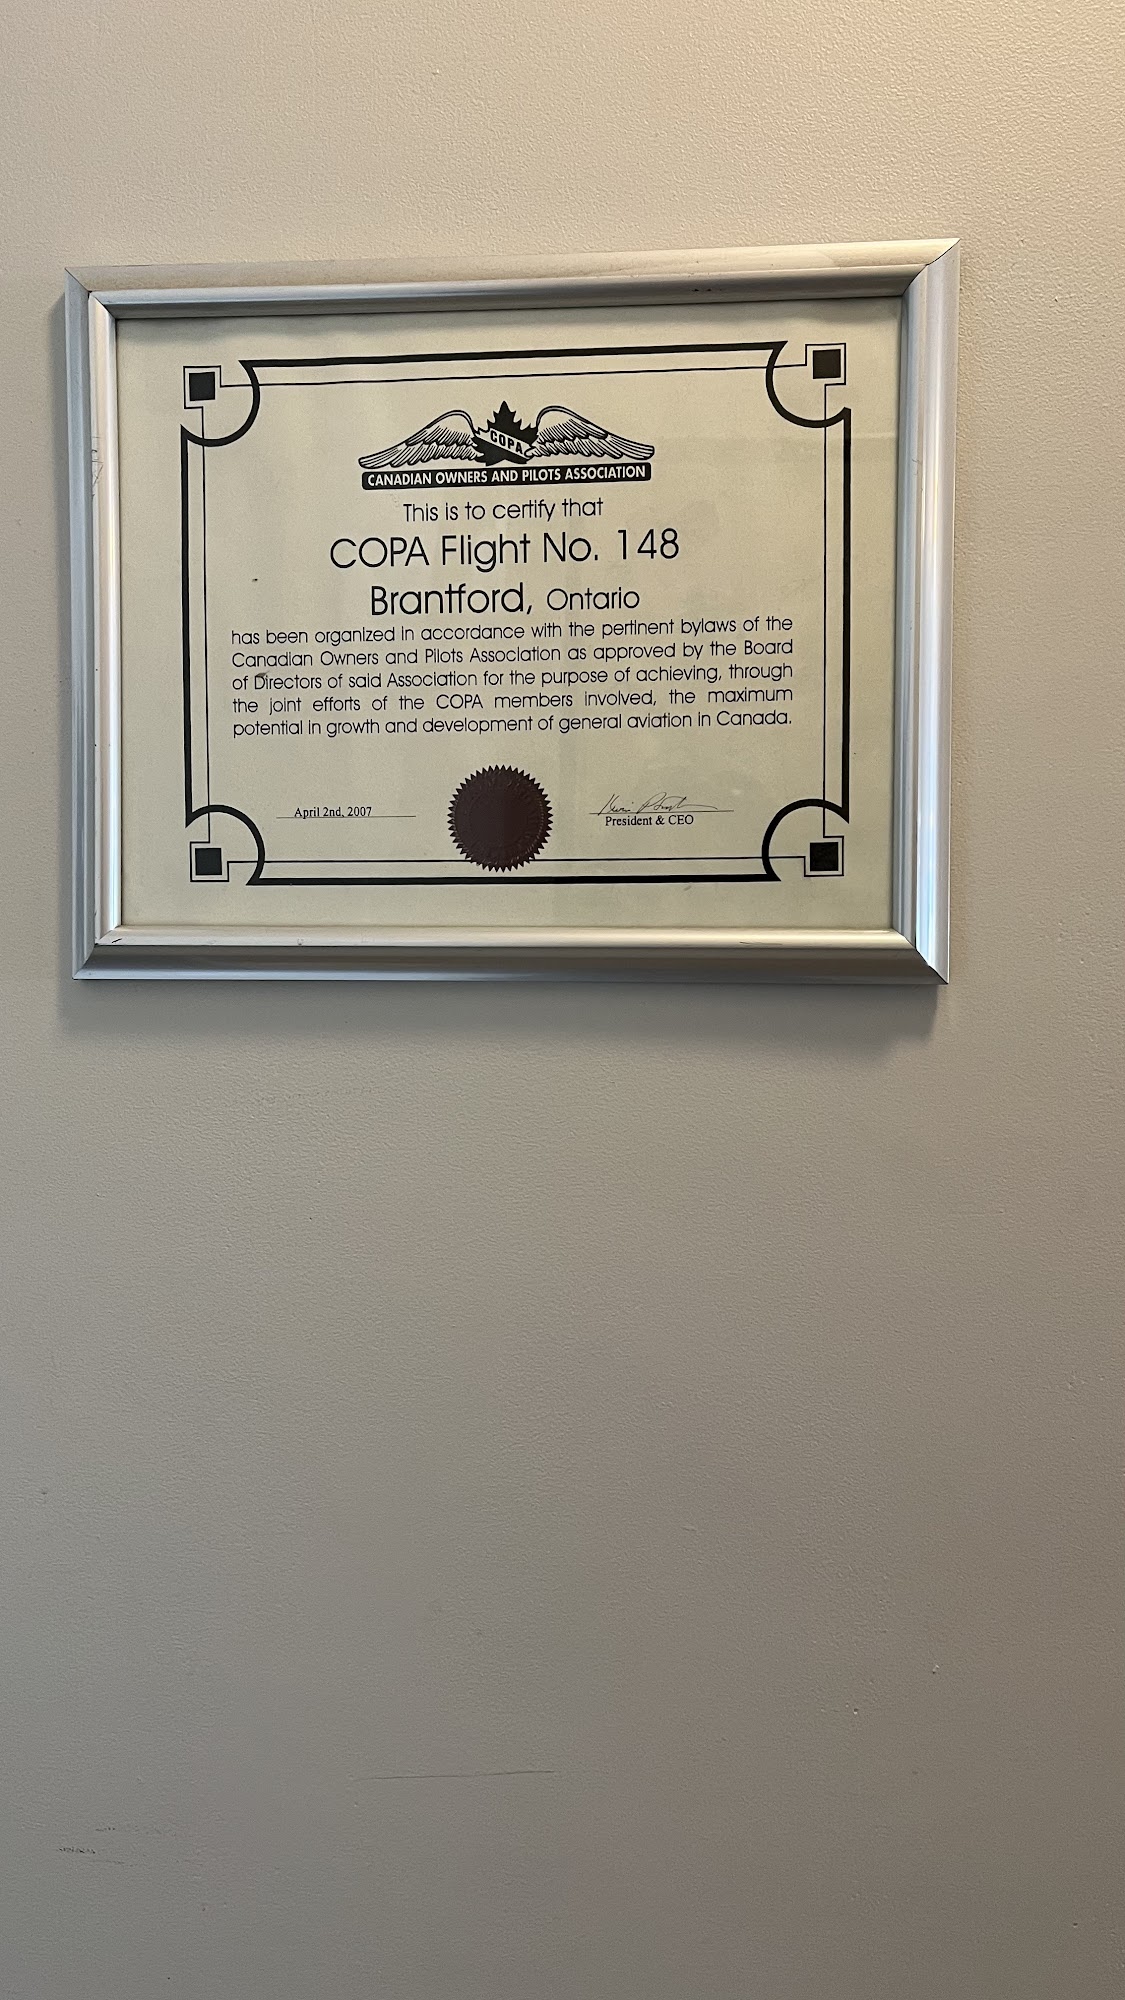 COPA
CANADIAN OWNERS AND PILOTS ASSOCIATION
This is to certify that
COPA Flight No. 148
Brantford, Ontario
has been organized in accordance with the pertinent bylaws of the
Canadian Owners and Pilots Association as approved by the Board
of Directors of said Association for the purpose of achieving, through
the joint efforts of the COPA members involved, the maximum
potential in growth and development of general aviation in Canada.
April 2nd, 2007
President & CEO